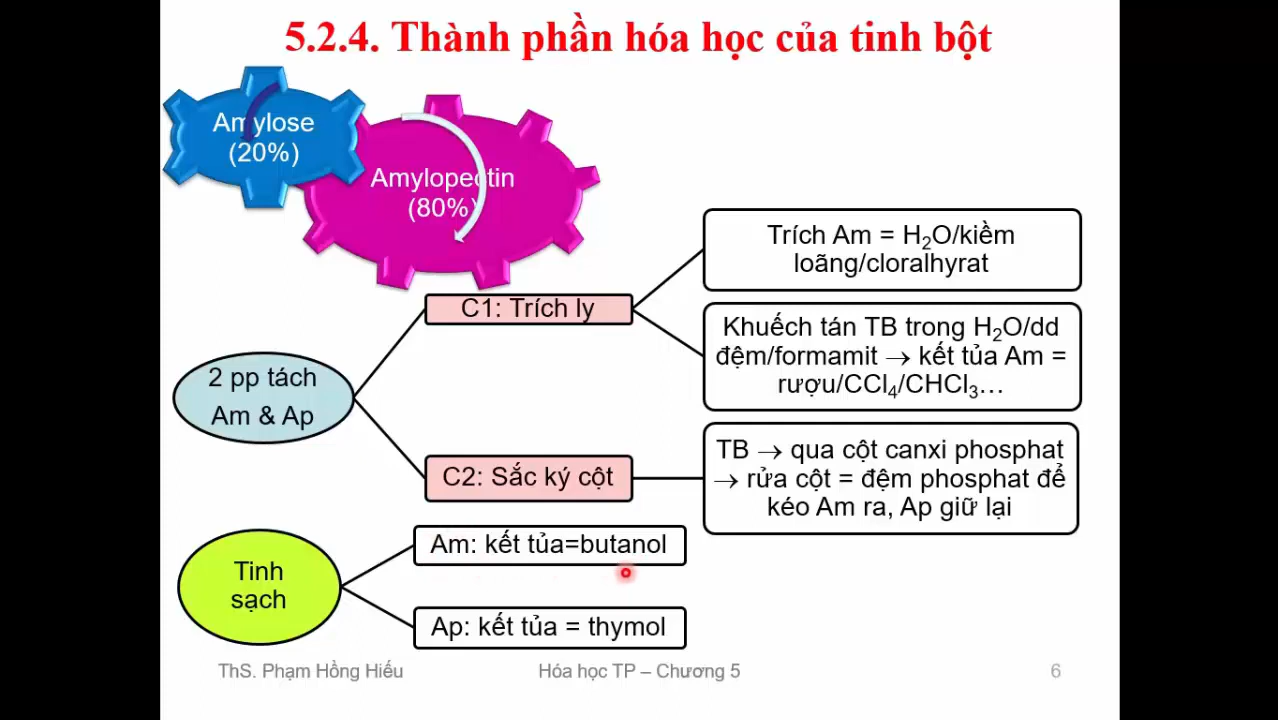 5.2.4. Thành phần hóa học của tinh bột
Amylose
(20%)
Amylopectin
(80%)
2 pp tách
Am & Ap
C1: Trích ly
Trích Am = H₂O/kiềm
loãng/cloralhyrat
Khuếch tán TB trong H₂O/dd
đệm/formamit → kết tủa Am =
rượu/CCl₄/CHCl₃…
C2: Sắc ký cột
TB → qua cột canxi phosphat
→ rửa cột = đệm phosphat để
kéo Am ra, Ap giữ lại
Tinh
sạch
Am: kết tủa=butanol
Ap: kết tủa = thymol
ThS. Phạm Hồng Hiếu
Hóa học TP – Chương 5
6